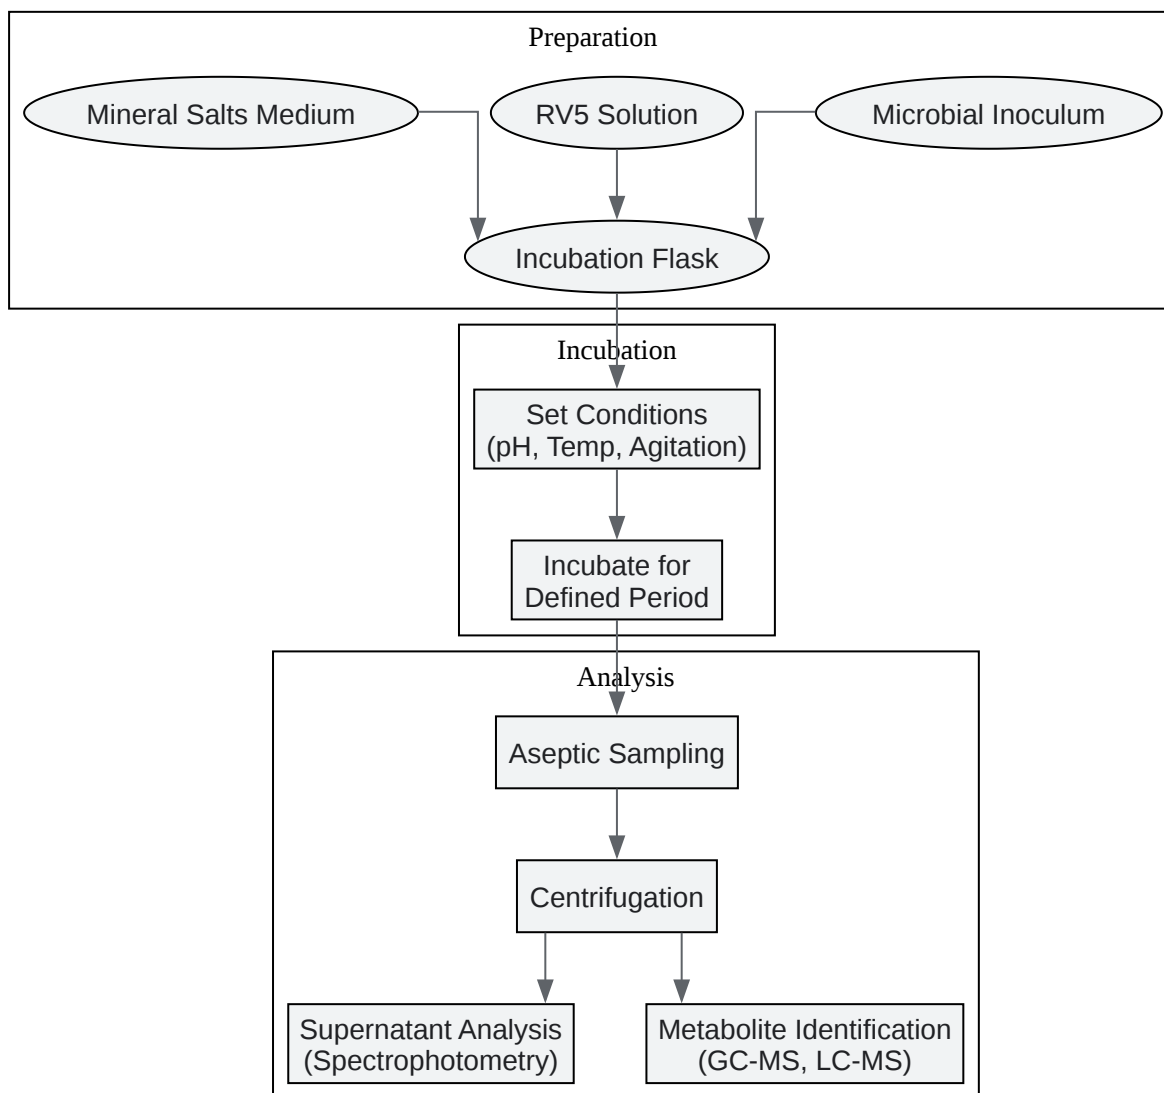 Preparation
Mineral Salts Medium
RV5 Solution
Microbial Inoculum
Incubation Flask
Incubation
Set Conditions
(pH, Temp, Agitation)
Incubate for
Defined Period
Analysis
Aseptic Sampling
Centrifugation
Supernatant Analysis
(Spectrophotometry)
Metabolite Identification
(GC-MS, LC-MS)